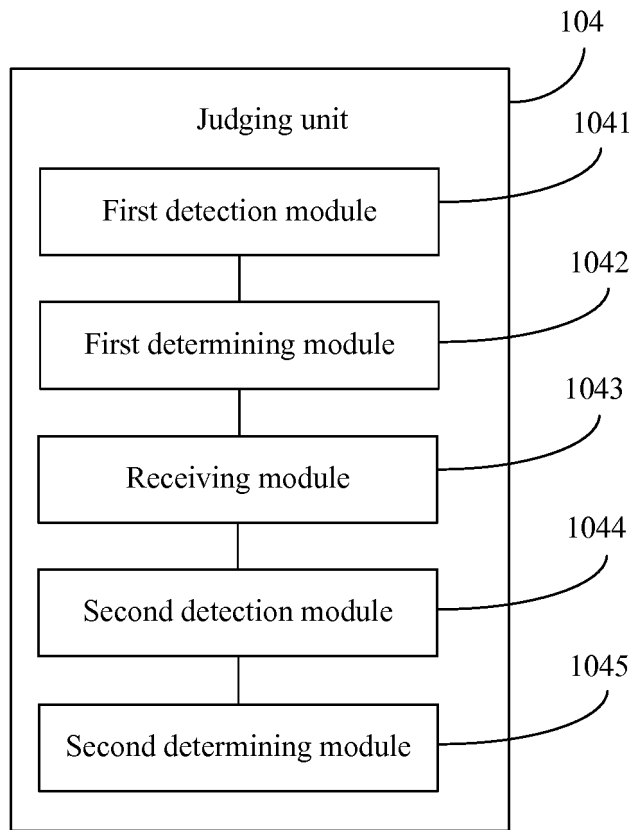 104
Judging unit
1041
First detection module
1042
First determining module
1043
Receiving module
1044
Second detection module
1045
Second determining module